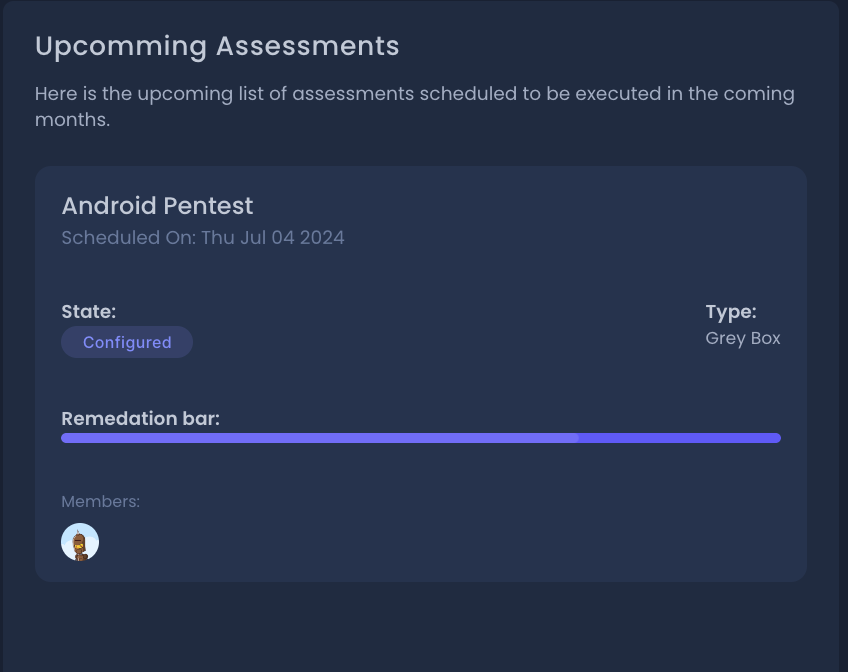 Upcomming Assessments
Here is the upcoming list of assessments scheduled to be executed in the coming
months.
Android Pentest
Scheduled On: Thu Jul 04 2024
State:
Type:
Configured
Grey Box
Remedation bar:
Members: